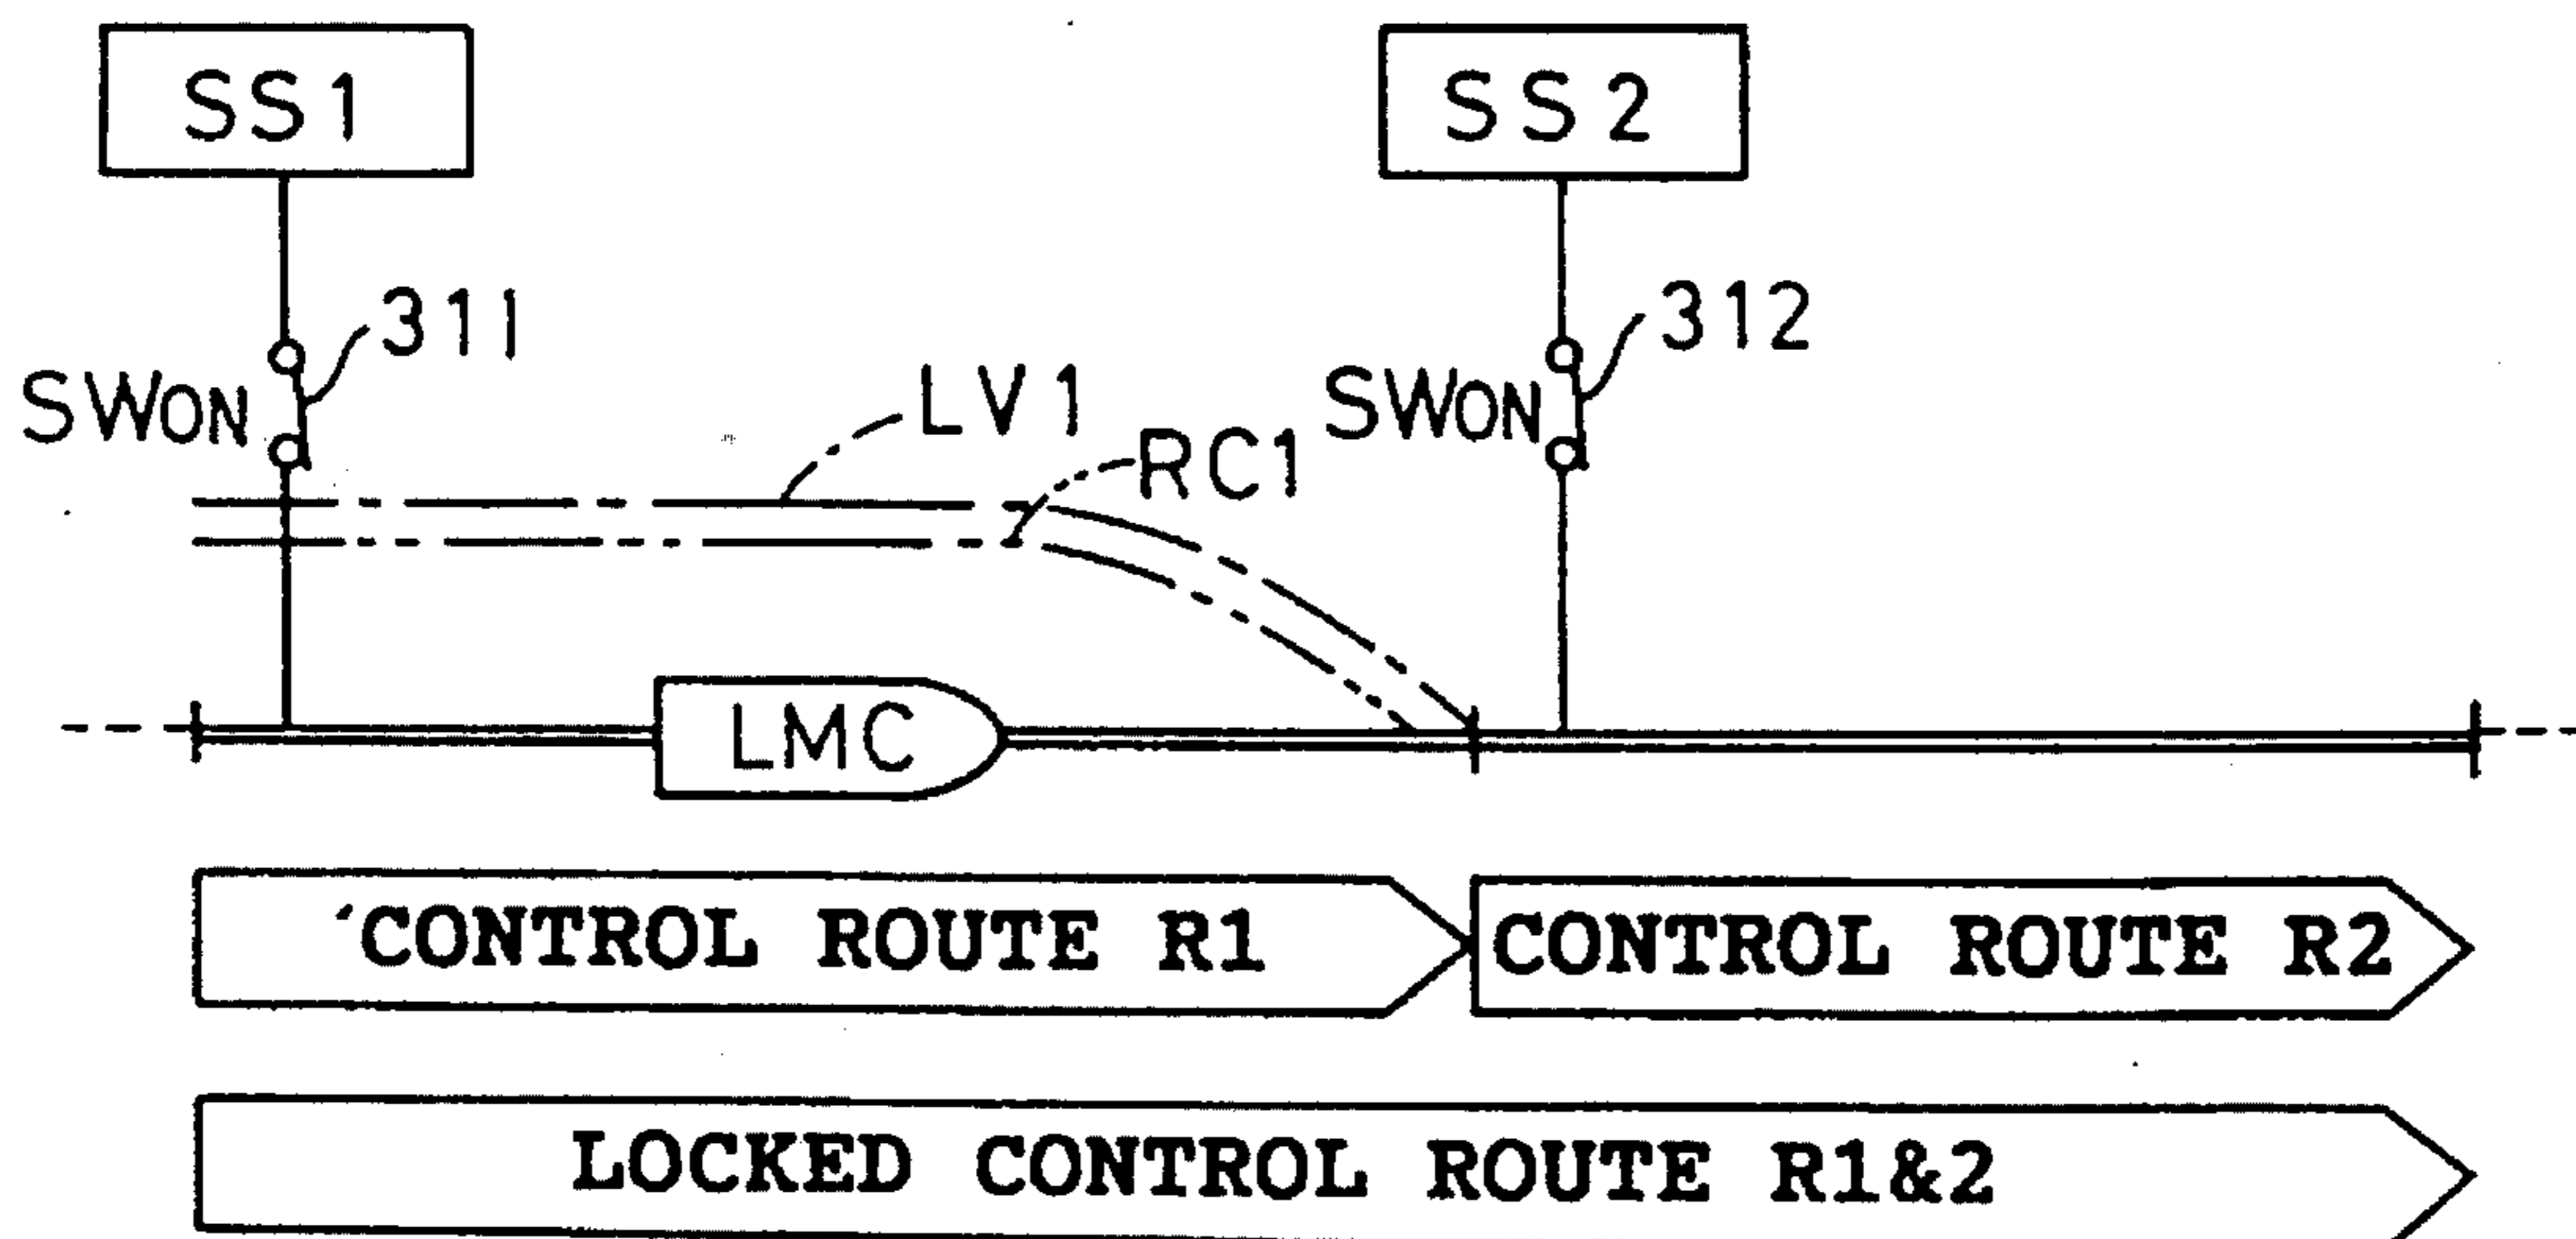 SS1
SS2
311
312
SWON
LV1
SWON
RC1
LMC
CONTROL ROUTE R1
CONTROL ROUTE R2
LOCKED CONTROL ROUTE R1&2